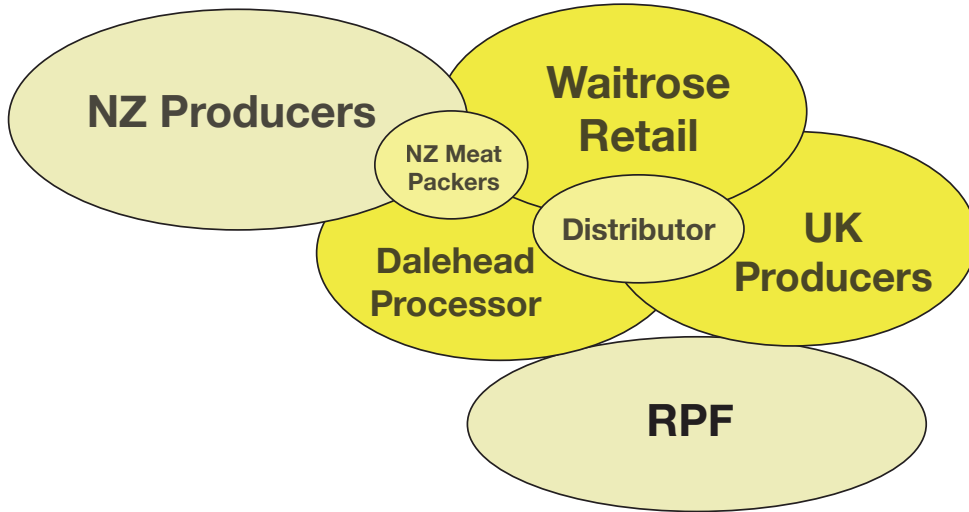 NZ Producers
Waitrose
Retail
NZ Meat
Packers
Distributor
UK
Producers
Dalehead
Processor
RPF